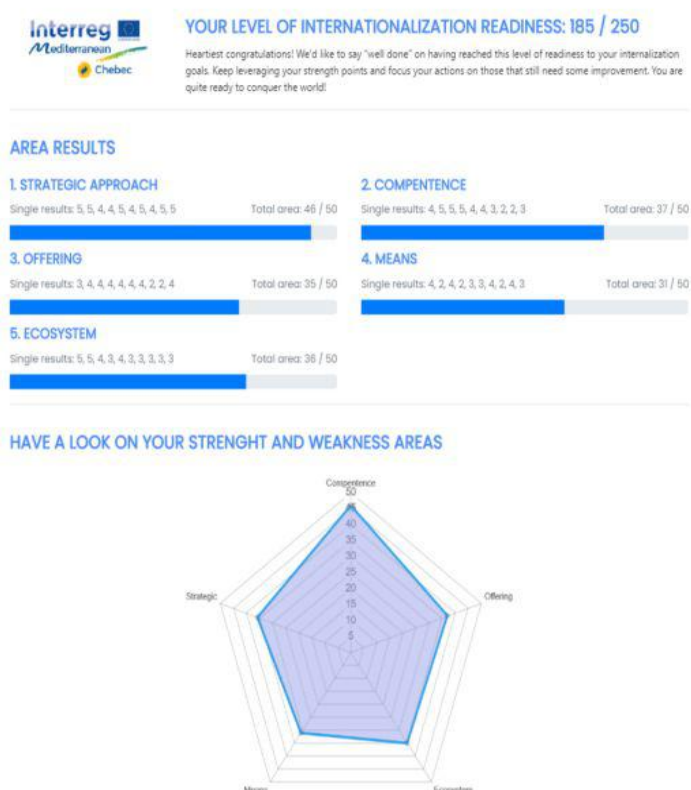 Interreg
Mediterranean
Chebec
YOUR LEVEL OF INTERNATIONALIZATION READINESS: 185 / 250
Heartiest congratulations! We'd like to say "well done" on having reached this level of readiness to your internalization
goals. Keep leveraging your strength points and focus your actions on those that still need some improvement. You are
quite ready to conquer the world!
AREA RESULTS
1. STRATEGIC APPROACH
Single results: 5, 5, 4, 4, 5, 4, 5, 4, 5, 5
Total area: 46 / 50
2. COMPENTENCE
Single results: 4, 5, 5, 5, 4, 4, 3, 2, 2, 3
Total area: 37 / 50
3. OFFERING
Single results: 3, 4, 4, 4, 4, 4, 4, 2, 2, 4
Total area: 35 / 50
4. MEANS
Single results: 4, 2, 4, 2, 3, 3, 4, 2, 4, 3
Total area: 31 / 50
5. ECOSYSTEM
Single results: 5, 5, 4, 3, 4, 3, 3, 3, 3, 3
Total area: 36 / 50
HAVE A LOOK ON YOUR STRENGHT AND WEAKNESS AREAS
Compentence
50
45
40
35
30
25
20
15
10
5
Strategic
Offering
Means
Ecosystem